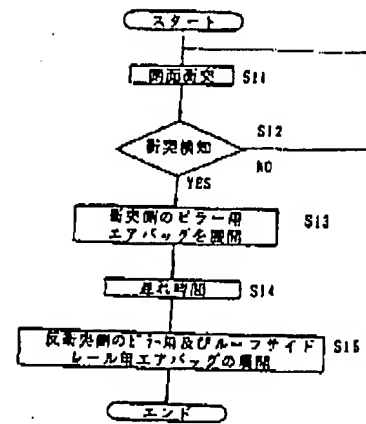 スタート
側面衝突 S11
S12
衝突検知
NO
YES
衝突側のピラー用
エアバッグを展開 S13
遅れ時間 S14
反衝突側のピラー用及びルーフサイド
レール用エアバッグの展開 S15
エンド